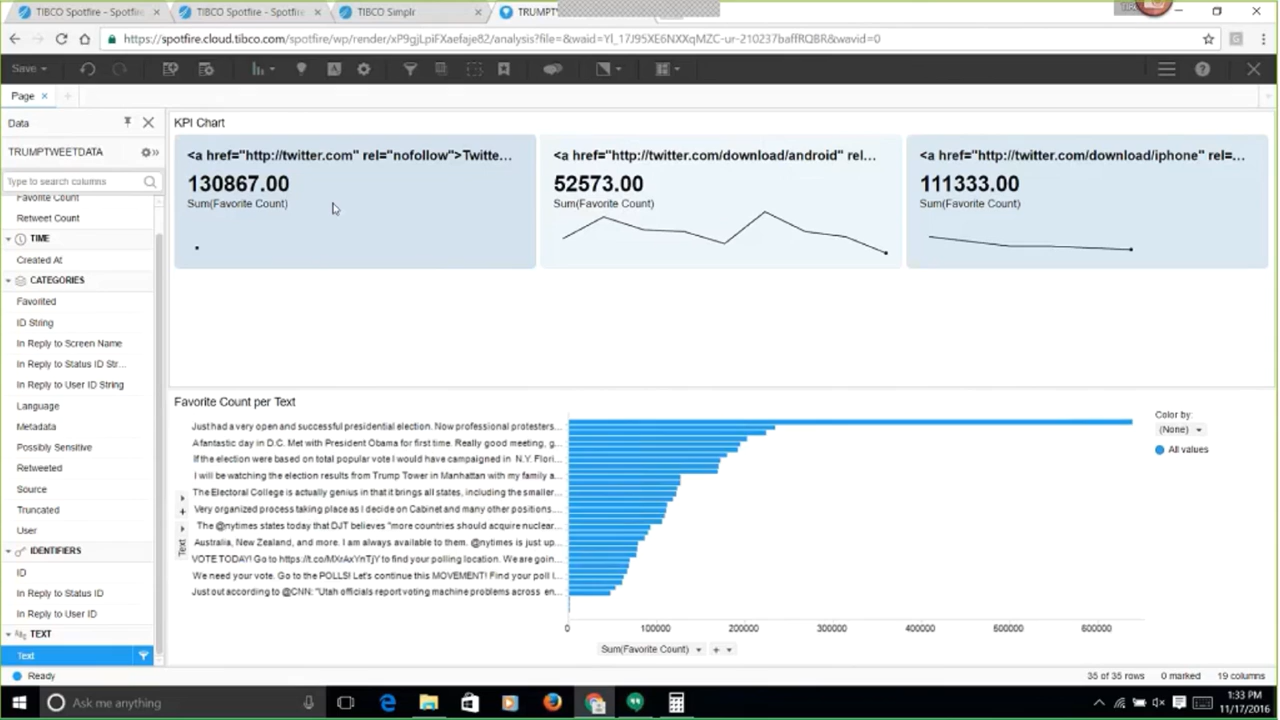 TIBCO Spotfire - Spotfir
TIBCO Spotfire - Spotfir
TIBCO Simplr
TRUMPT
https://spotfire.cloud.tibco.com/spotfire/wp/render/xP9gjLpiFXaefaje82/analysis?file=&waid=Yl_17J95XE6NXXqMZC-ur-210237baffRQBR&wavid=0
Save
Page
Data
KPI Chart
TRUMPTWEETDATA
Type to search columns
Favorite Count
Retweet Count
TIME
Created At
CATEGORIES
Favorited
ID String
In Reply to Screen Name
In Reply to Status ID Str...
In Reply to User ID String
Language
Metadata
Possibly Sensitive
Retweeted
Source
Truncated
User
IDENTIFIERS
ID
In Reply to Status ID
In Reply to User ID
TEXT
Text
<a href="http://twitter.com" rel="nofollow">Twitte...
130867.00
Sum(Favorite Count)
<a href="http://twitter.com/download/android" rel...
52573.00
Sum(Favorite Count)
<a href="http://twitter.com/download/iphone" rel=...
111333.00
Sum(Favorite Count)
Favorite Count per Text
Just had a very open and successful presidential election. Now professional protesters...
A fantastic day in D.C. Met with President Obama for first time. Really good meeting, g...
If the election were based on total popular vote I would have campaigned in N.Y. Flori...
I will be watching the election results from Trump Tower in Manhattan with my family a...
The Electoral College is actually genius in that it brings all states, including the smaller...
Very organized process taking place as I decide on Cabinet and many other positions....
The @nytimes states today that DJT believes "more countries should acquire nuclear...
Australia, New Zealand, and more. I am always available to them. @nytimes is just up...
VOTE TODAY! Go to https://t.co/MXrAxYnTjY to find your polling location. We are goin...
We need your vote. Go to the POLLS! Let's continue this MOVEMENT! Find your poll l...
Just out according to @CNN: "Utah officials report voting machine problems across en...
Text
0 100000 200000 300000 400000 500000 600000
Sum(Favorite Count)
Color by:
(None)
All values
Ready
35 of 35 rows
0 marked
19 columns
Ask me anything
1:33 PM
11/17/2016